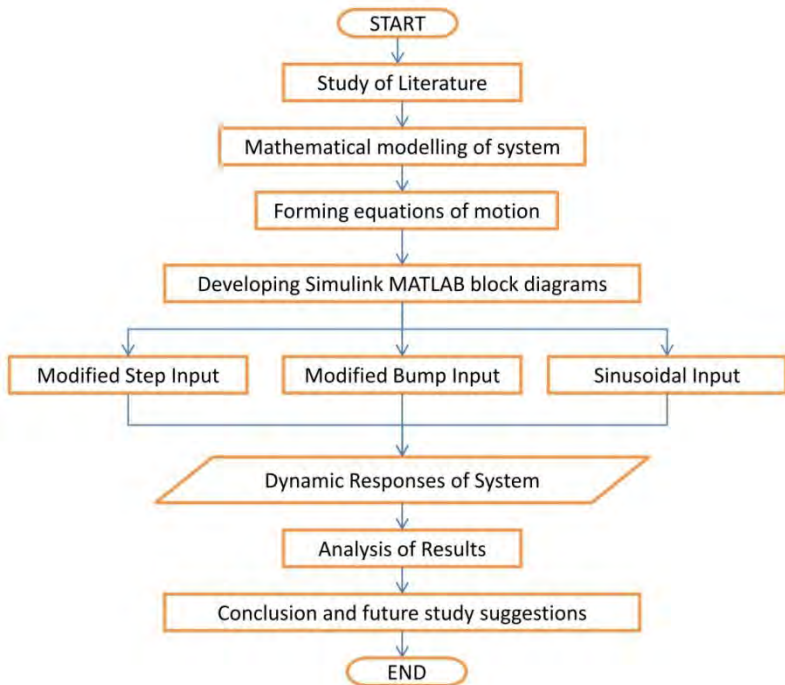 START
Study of Literature
Mathematical modelling of system
Forming equations of motion
Developing Simulink MATLAB block diagrams
Modified Step Input
Modified Bump Input
Sinusoidal Input
Dynamic Responses of System
Analysis of Results
Conclusion and future study suggestions
END